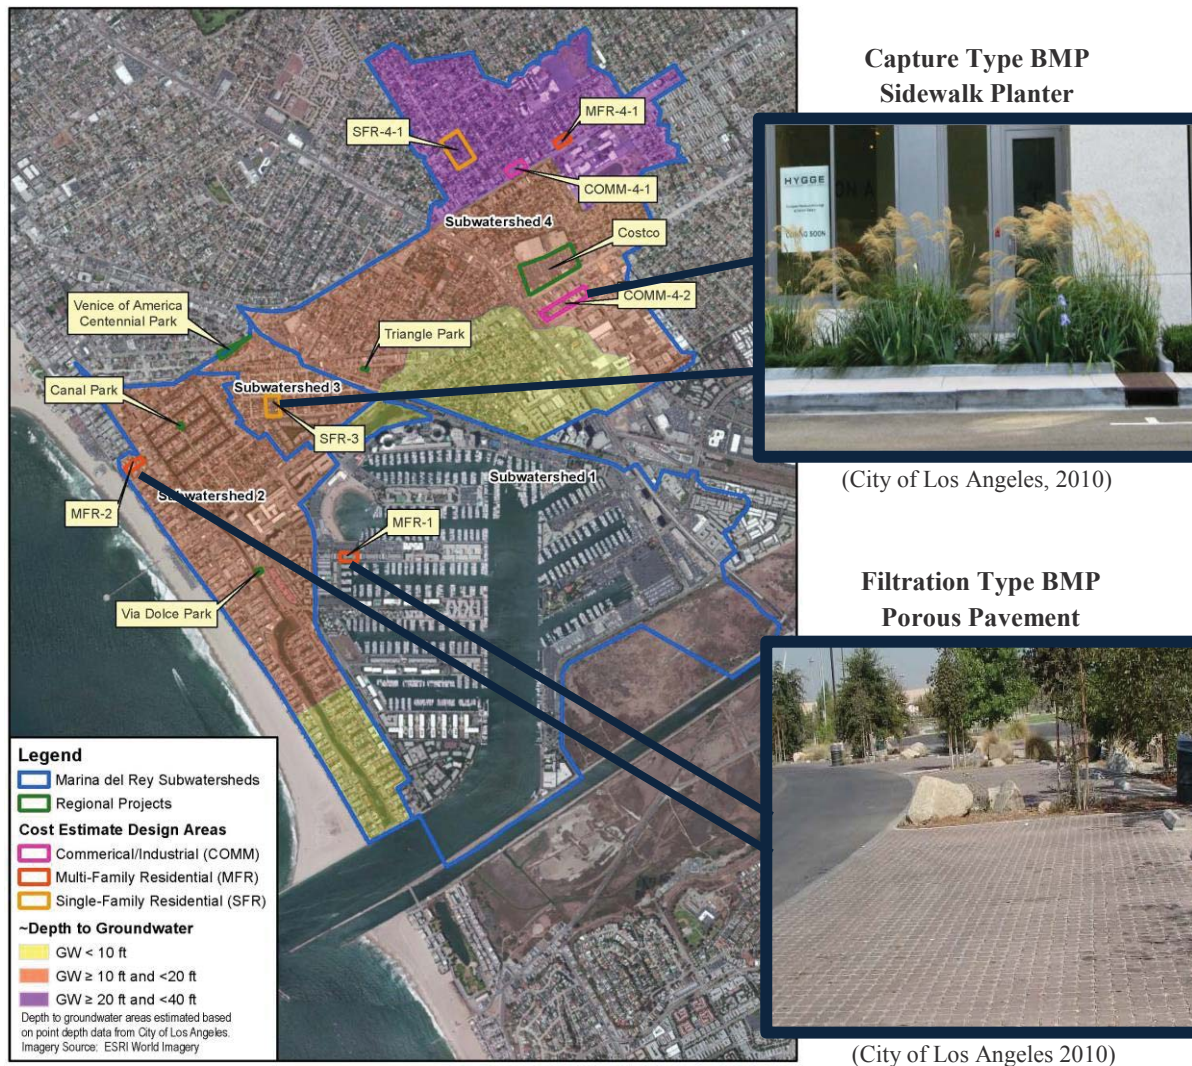 Capture Type BMP
Sidewalk Planter
SFR-4-1
MFR-4-1
COMM-4-1
Subwatershed 4
Costco
COMM-4-2
Venice of America
Centennial Park
Triangle Park
Canal Park
Subwatershed 3
SFR-3
Subwatershed 1
MFR-2
Subwatershed 2
MFR-1
Via Dolce Park
HYGGE
(City of Los Angeles, 2010)
Filtration Type BMP
Porous Pavement
Legend
Marina del Rey Subwatersheds
Regional Projects
Cost Estimate Design Areas
Commerical/Industrial (COMM)
Multi-Family Residential (MFR)
Single-Family Residential (SFR)
~Depth to Groundwater
GW < 10 ft
GW ≥ 10 ft and <20 ft
GW ≥ 20 ft and <40 ft
Depth to groundwater areas estimated based
on point depth data from City of Los Angeles.
Imagery Source: ESRI World Imagery
(City of Los Angeles 2010)